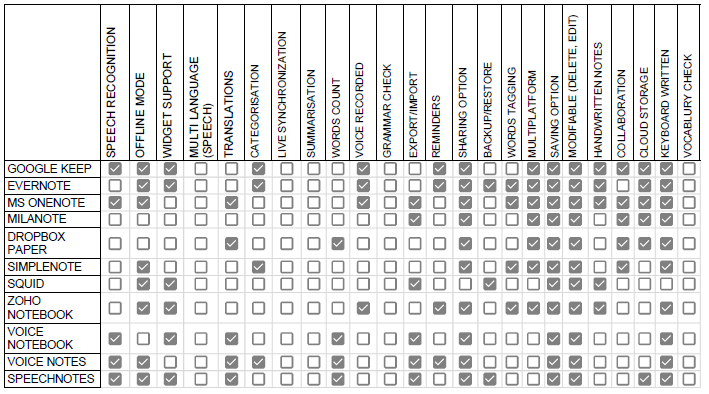 SPEECH RECOGNITION
OFFLINE MODE
WIDGET SUPPORT
MULTI LANGUAGE
(SPEECH)
TRANSLATIONS
CATEGORISATION
LIVE SYNCHRONIZATION
SUMMARISATION
WORDS COUNT
VOICE RECORDED
GRAMMAR CHECK
EXPORT/IMPORT
REMINDERS
SHARING OPTION
BACKUP/RESTORE
WORDS TAGGING
MULTIPLATFORM
SAVING OPTION
MODIFIABLE (DELETE, EDIT)
HANDWRITTEN NOTES
COLLABORATION
CLOUD STORAGE
KEYBOARD WRITTEN
VOCABLURY CHECK
GOOGLE KEEP
EVERNOTE
MS ONENOTE
MILANOTE
DROPBOX
PAPER
SIMPLENOTE
SQUID
ZOHO
NOTEBOOK
VOICE
NOTEBOOK
VOICE NOTES
SPEECHNOTES